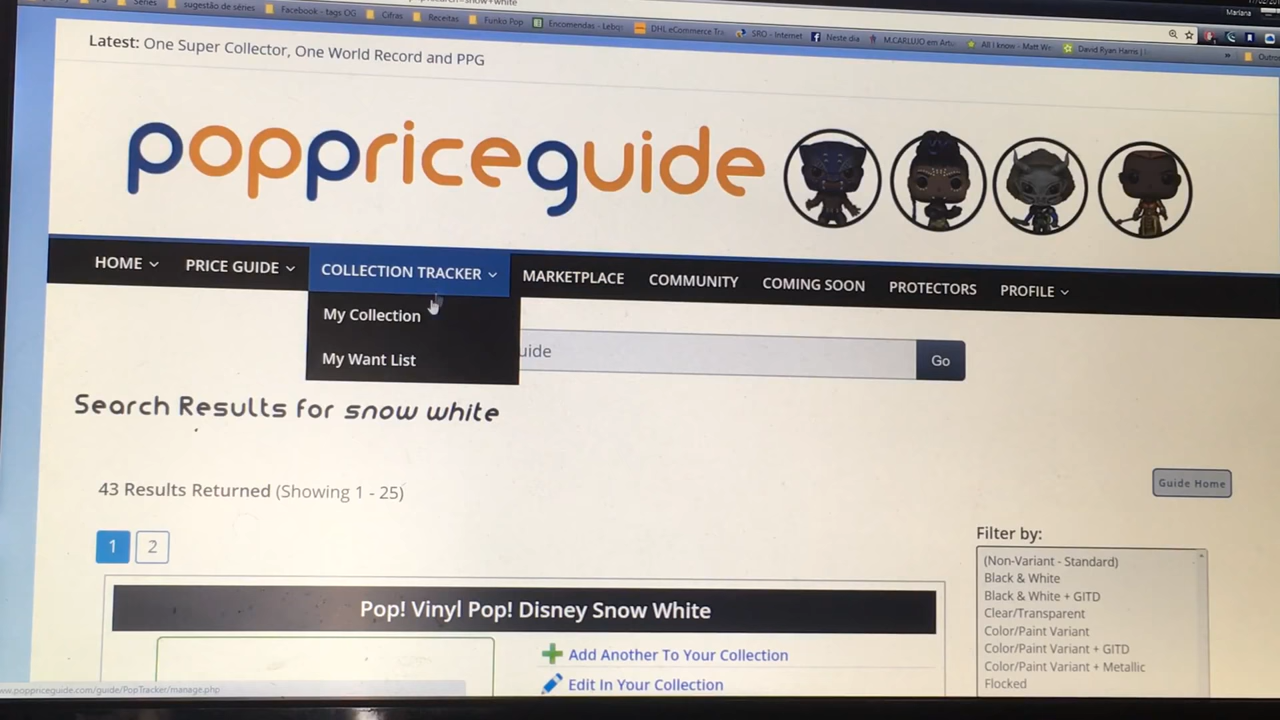 Mariana
Séries
sugestão de séries
Facebook - tags OG
Cifras
Receitas
Funko Pop
Encomendas - Lebo
DHL eCommerce Tra
SRO - Internet
Neste dia
M.CARLUJO em Artu
All I know - Matt We
David Ryan Harris |
»
Outros
Latest: One Super Collector, One World Record and PPG
poppriceguide
HOME PRICE GUIDE COLLECTION TRACKER MARKETPLACE COMMUNITY COMING SOON PROTECTORS PROFILE
My Collection
My Want List
uide
Go
Search Results for snow white
43 Results Returned (Showing 1 - 25)
Guide Home
1 2
Filter by:
(Non-Variant - Standard)
Black & White
Black & White + GITD
Clear/Transparent
Color/Paint Variant
Color/Paint Variant + GITD
Color/Paint Variant + Metallic
Flocked
Pop! Vinyl Pop! Disney Snow White
Add Another To Your Collection
Edit In Your Collection
www.poppriceguide.com/guide/PopTracker/manage.php